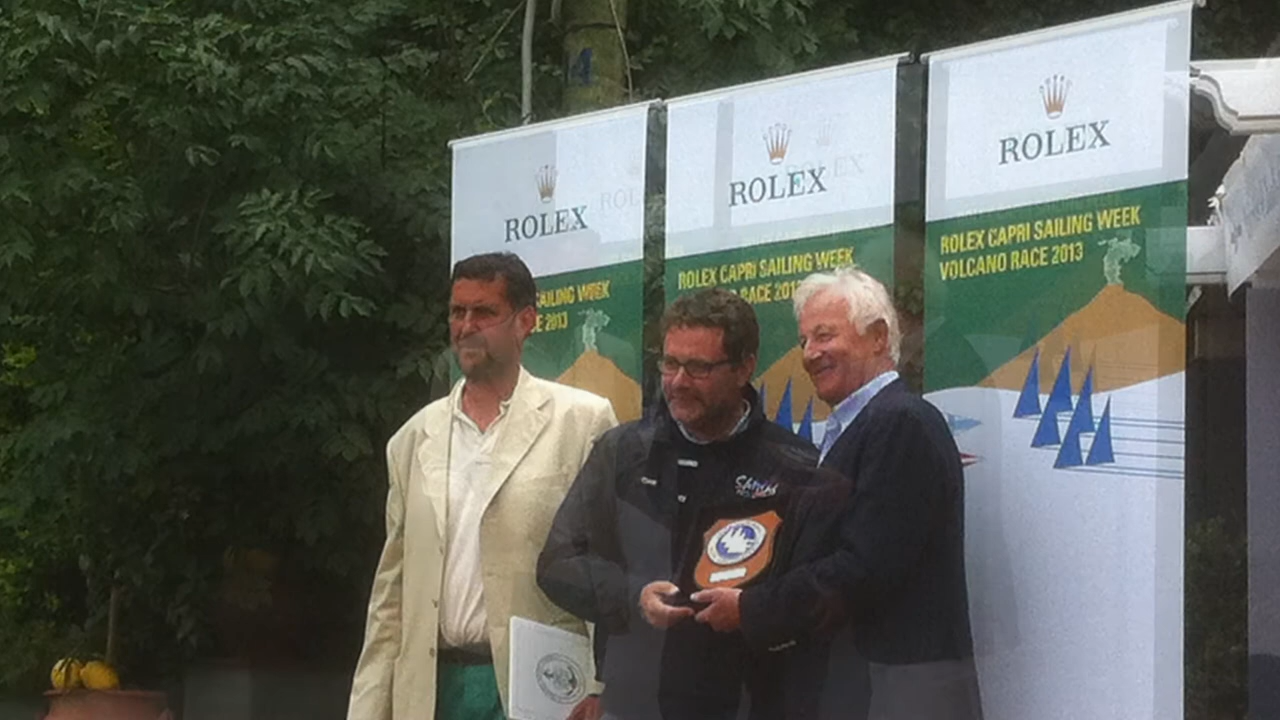 ROLEX
SAILING WEEK
CE 2013
ROLEX
ROLEX CAPRI SAILING WEEK
RACE 2013
ROLEX
ROLEX CAPRI SAILING WEEK
VOLCANO RACE 2013